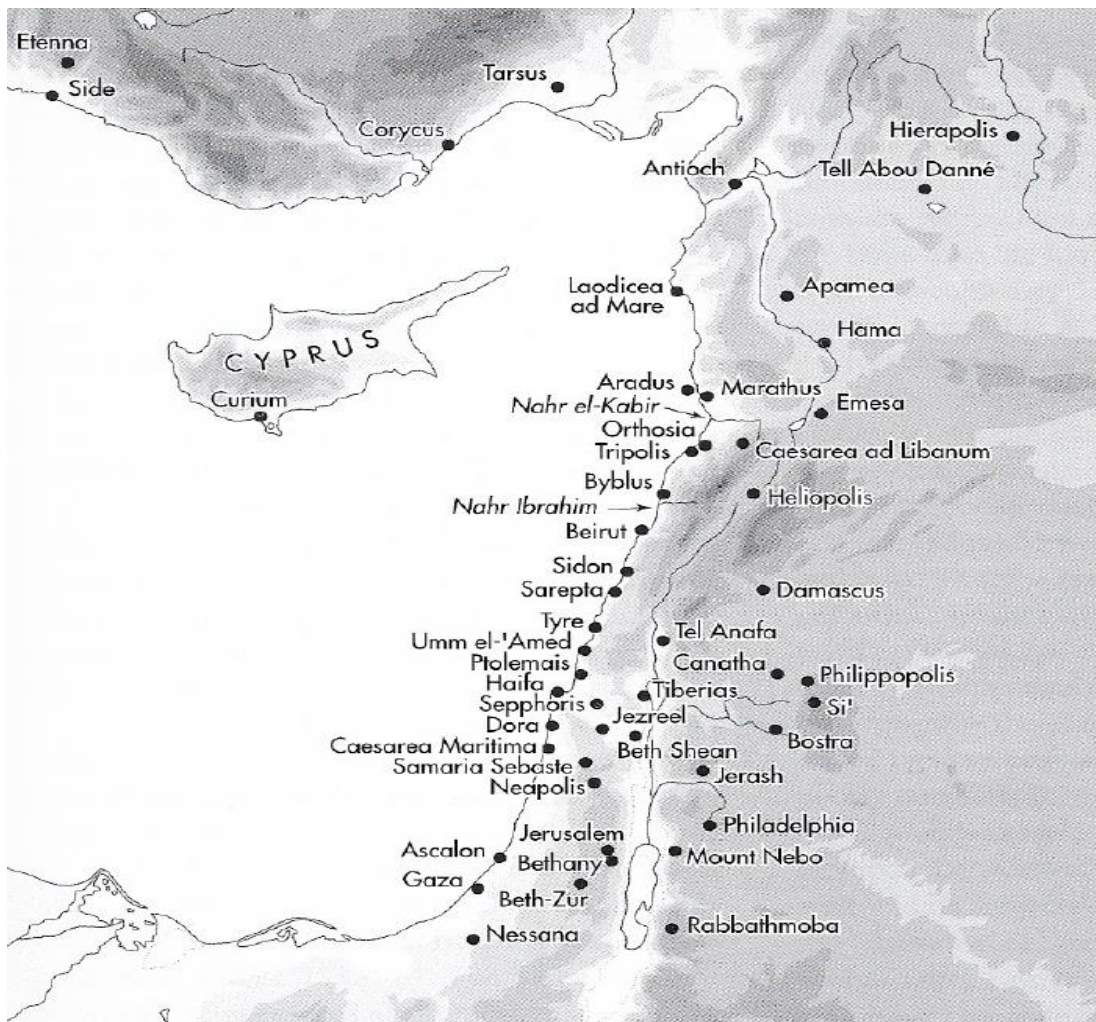 Etenna
Side
Tarsus
Corycus
Hierapolis
Antioch
Tell Abou Danné
Laodicea
ad Mare
Apamea
Hama
CYPRUS
Curium
Aradus
Marathus
Nahr el-Kabir
Emesa
Orthosia
Tripolis
Caesarea ad Libanum
Byblus
Heliopolis
Nahr Ibrahim
Beirut
Sidon
Sarepta
Damascus
Tyre
Tel Anafa
Umm el-'Amed
Ptolemais
Canatha
Philippopolis
Haifa
Tiberias
Sepphoris
Si'
Dora
Jezreel
Bostra
Caesarea Maritima
Beth Shean
Samaria Sebaste
Jerash
Neapolis
Philadelphia
Jerusalem
Ascalon
Bethany
Mount Nebo
Gaza
Beth-Zur
Nessana
Rabbathmoba